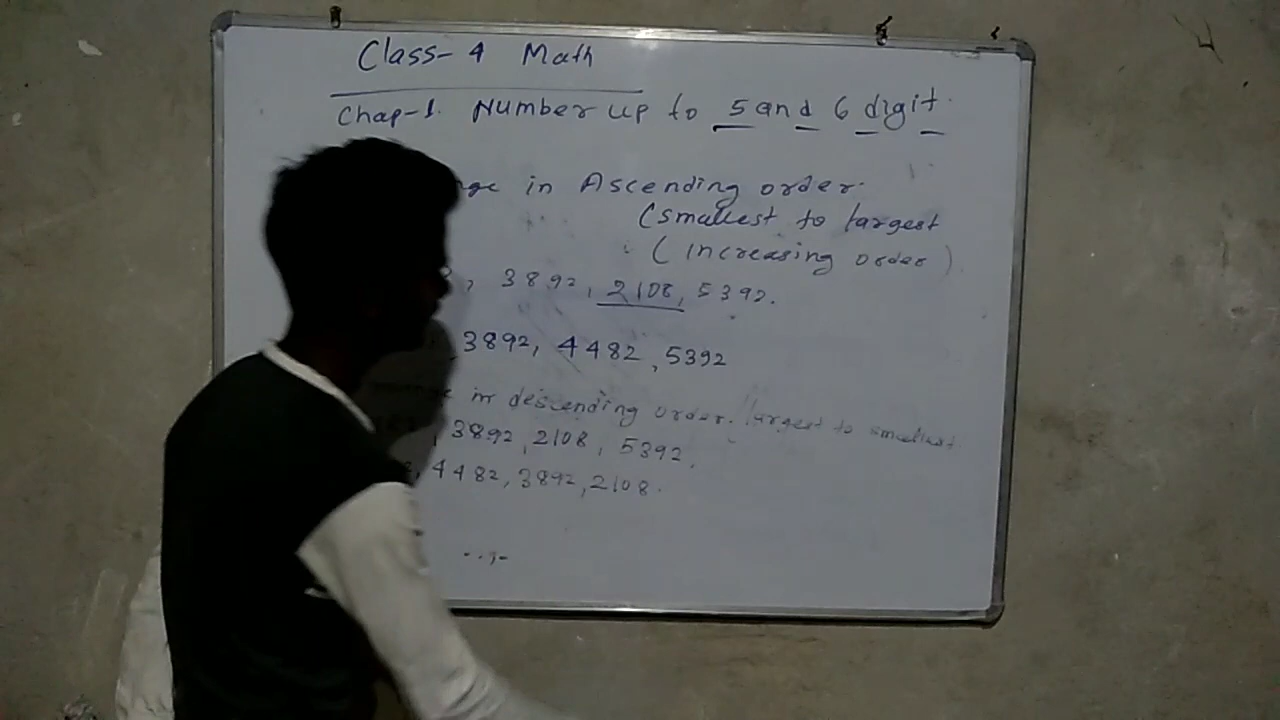 Class-4 Math
Chap-1. Number up to 5 and 6 digit
in Ascending order.
(smallest to largest
(increasing order)
, 3892, 2108, 5392.
3892, 4482, 5392
in descending order. largest to smallest
, 3892, 2108, 5392.
, 4482, 3892, 2108.